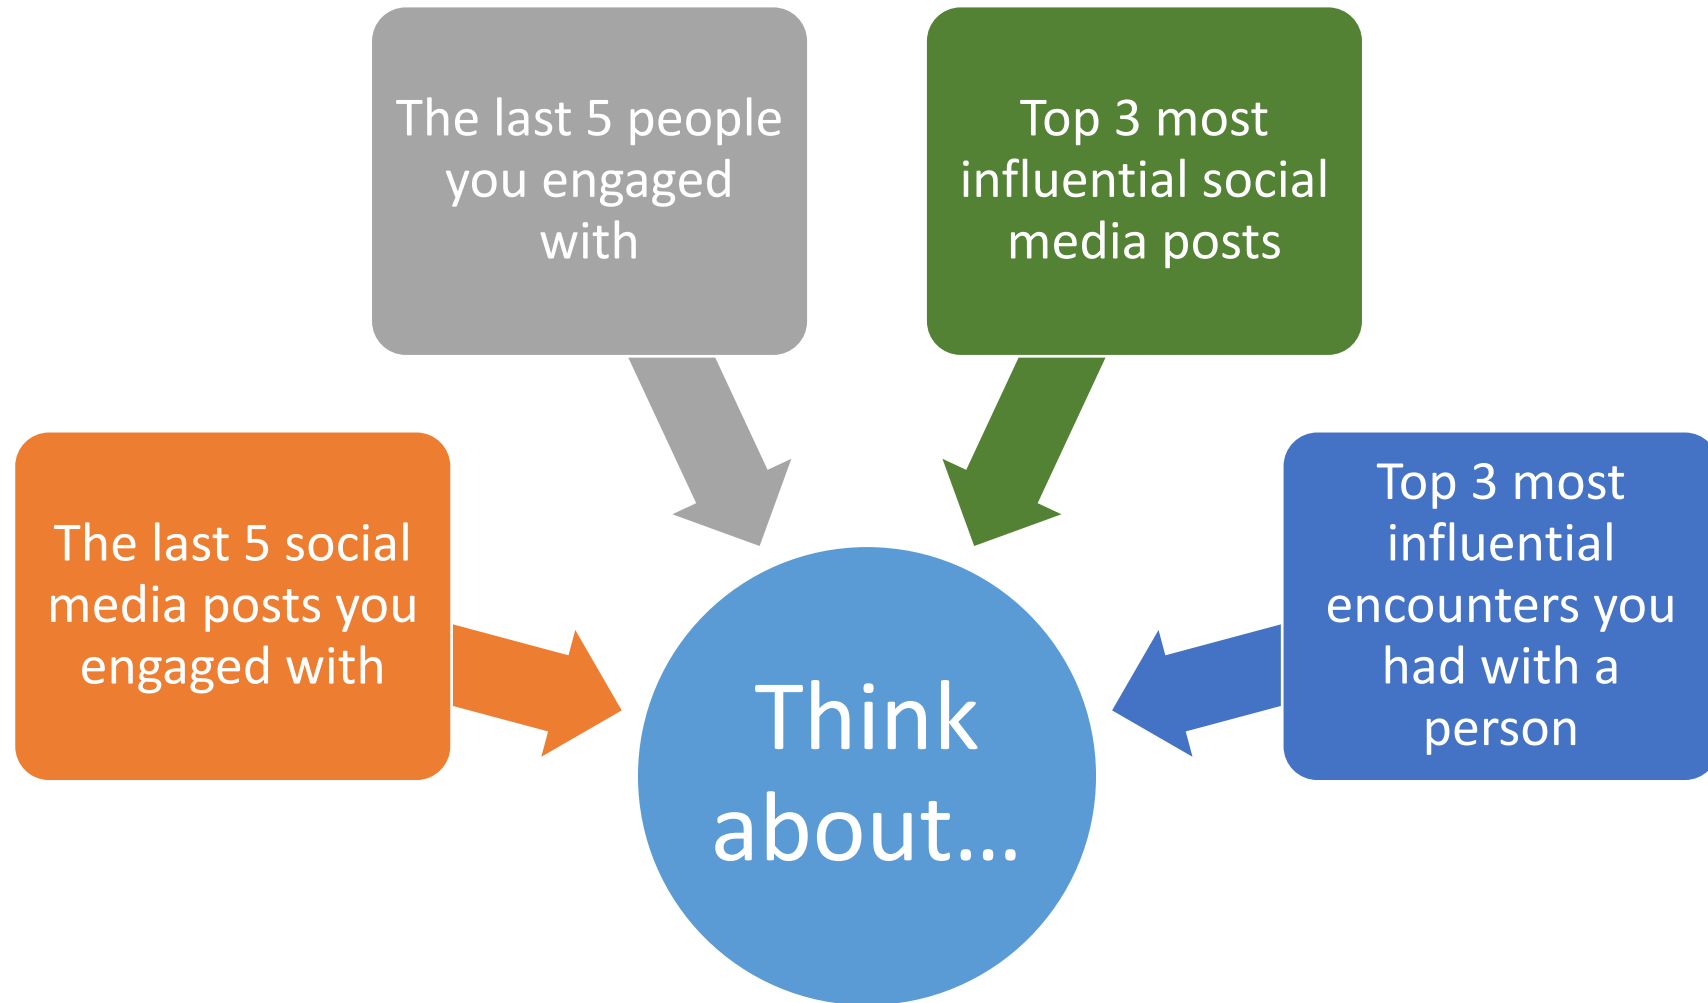 The last 5 people
you engaged
with
Top 3 most
influential social
media posts
The last 5 social
media posts you
engaged with
Top 3 most
influential
encounters you
had with a
person
Think
about…